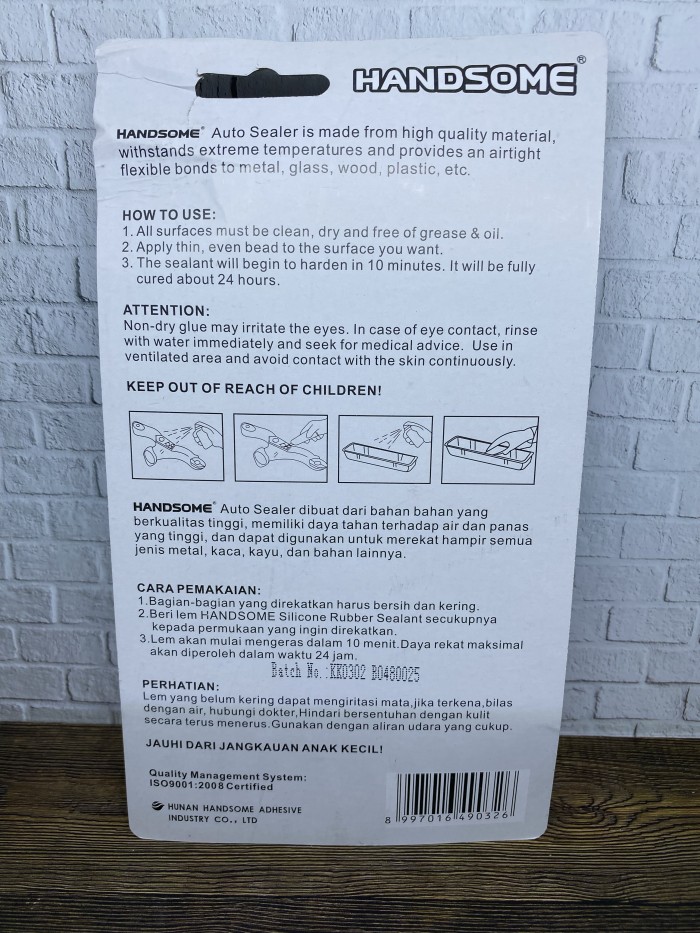 HANDSOME®
HANDSOME® Auto Sealer is made from high quality material,
withstands extreme temperatures and provides an airtight
flexible bonds to metal, glass, wood, plastic, etc.
HOW TO USE:
1. All surfaces must be clean, dry and free of grease & oil.
2. Apply thin, even bead to the surface you want.
3. The sealant will begin to harden in 10 minutes. It will be fully
cured about 24 hours.
ATTENTION:
Non-dry glue may irritate the eyes. In case of eye contact, rinse
with water immediately and seek for medical advice. Use in
ventilated area and avoid contact with the skin continuously.
KEEP OUT OF REACH OF CHILDREN!
HANDSOME® Auto Sealer dibuat dari bahan bahan yang
berkualitas tinggi, memiliki daya tahan terhadap air dan panas
yang tinggi, dan dapat digunakan untuk merekat hampir semua
jenis metal, kaca, kayu, dan bahan lainnya.
CARA PEMAKAIAN:
1.Bagian-bagian yang direkatkan harus bersih dan kering.
2.Beri lem HANDSOME Silicone Rubber Sealant secukupnya
kepada permukaan yang ingin direkatkan.
3.Lem akan mulai mengeras dalam 10 menit.Daya rekat maksimal
akan diperoleh dalam waktu 24 jam.
Batch No.:KK0302 B0480025
PERHATIAN:
Lem yang belum kering dapat mengiritasi mata,jika terkena,bilas
dengan air, hubungi dokter,Hindari bersentuhan dengan kulit
secara terus menerus.Gunakan dengan aliran udara yang cukup.
JAUHI DARI JANGKAUAN ANAK KECIL!
Quality Management System:
ISO9001:2008 Certified
HUNAN HANDSOME ADHESIVE
INDUSTRY CO., LTD
8 997016 490326